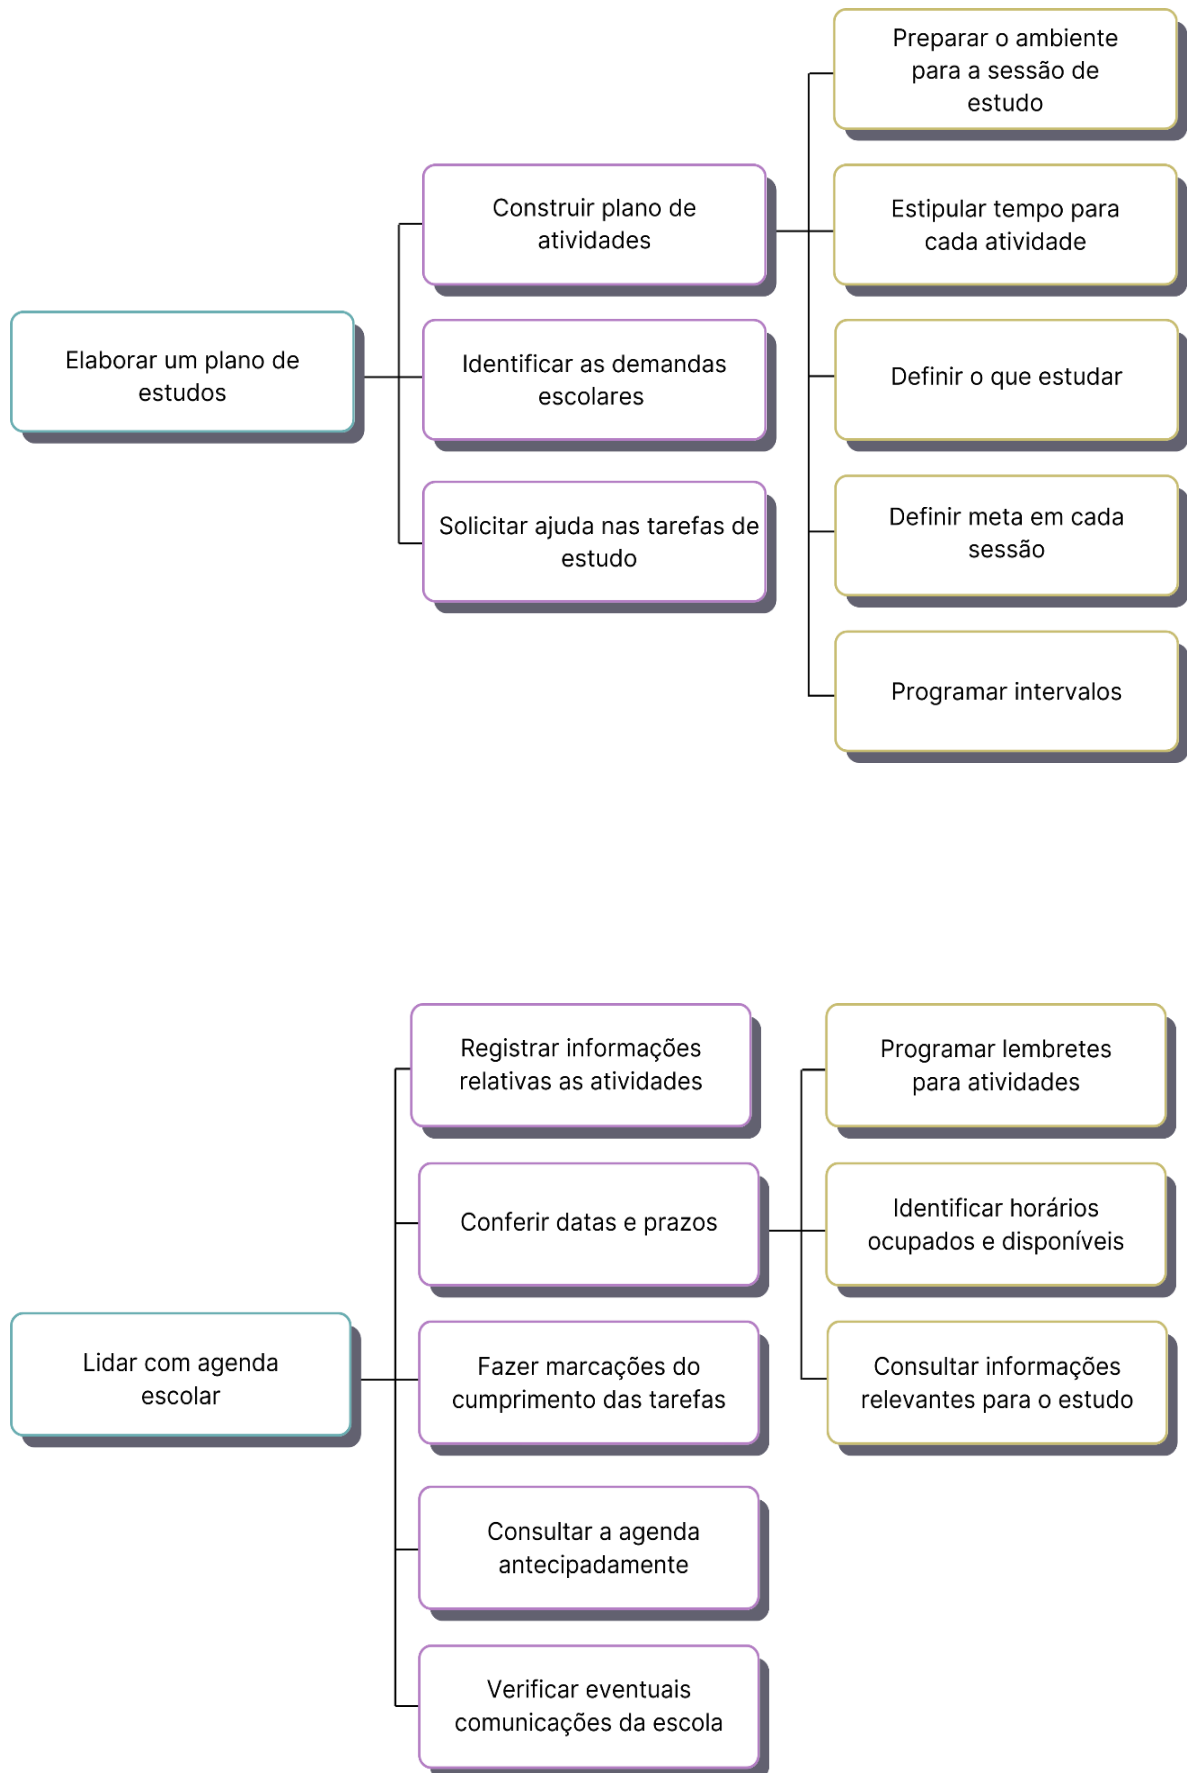 Preparar o ambiente
para a sessão de
estudo
Construir plano de
atividades
Estipular tempo para
cada atividade
Elaborar um plano de
estudos
Identificar as demandas
escolares
Definir o que estudar
Solicitar ajuda nas tarefas de
estudo
Definir meta em cada
sessão
Programar intervalos
Registrar informações
relativas as atividades
Programar lembretes
para atividades
Conferir datas e prazos
Identificar horários
ocupados e disponíveis
Lidar com agenda
escolar
Fazer marcações do
cumprimento das tarefas
Consultar informações
relevantes para o estudo
Consultar a agenda
antecipadamente
Verificar eventuais
comunicações da escola